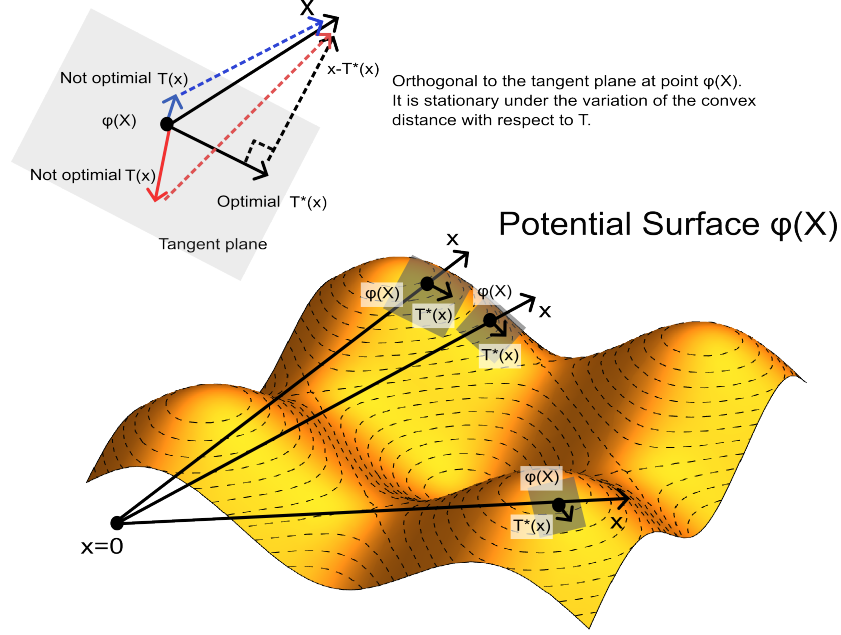 X
Not optimial T(x)
x-T*(x)
φ(X)
Not optimial T(x)
Optimial T*(x)
Tangent plane
Orthogonal to the tangent plane at point φ(X).
It is stationary under the variation of the convex
distance with respect to T.
Potential Surface φ(X)
x
φ(X)
T*(x)
φ(X)
x
T*(x)
φ(X)
T*(x)
x
x=0